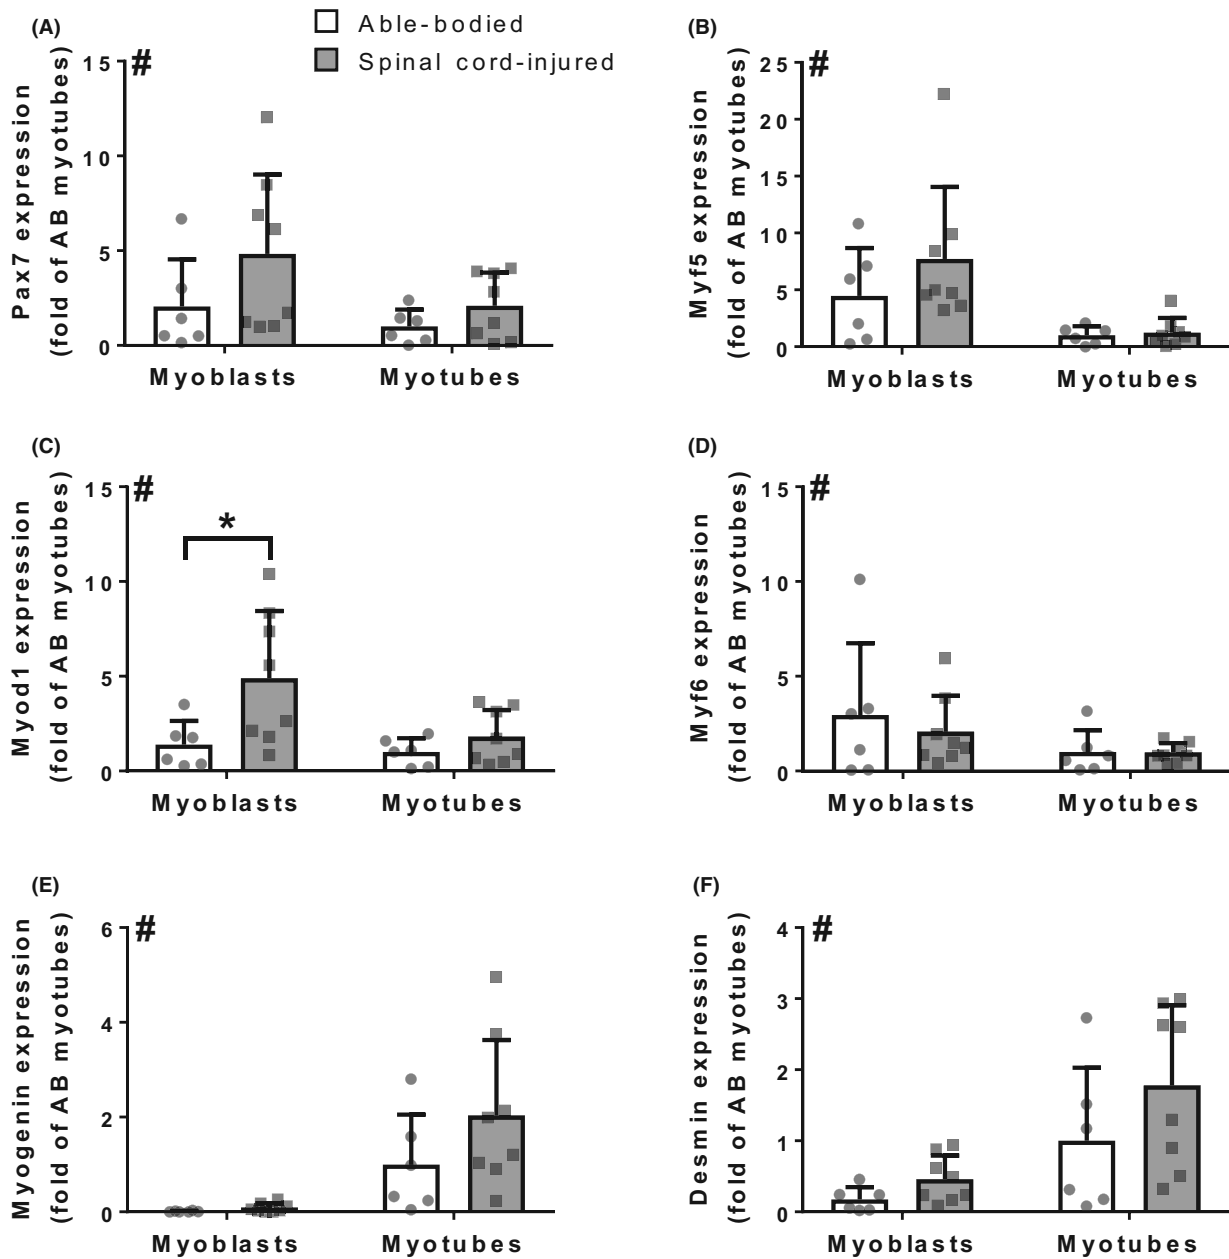 (A)
Able-bodied
Spinal cord-injured
Pax7 expression
(fold of AB myotubes)
15
10
5
0
#
Myoblasts
Myotubes
(B)
Myf5 expression
(fold of AB myotubes)
25
20
15
10
5
0
#
Myoblasts
Myotubes
(C)
Myod1 expression
(fold of AB myotubes)
15
10
5
0
#
*
Myoblasts
Myotubes
(D)
Myf6 expression
(fold of AB myotubes)
15
10
5
0
#
Myoblasts
Myotubes
(E)
Myogenin expression
(fold of AB myotubes)
6
4
2
0
#
Myoblasts
Myotubes
(F)
Desmin expression
(fold of AB myotubes)
4
3
2
1
0
#
Myoblasts
Myotubes